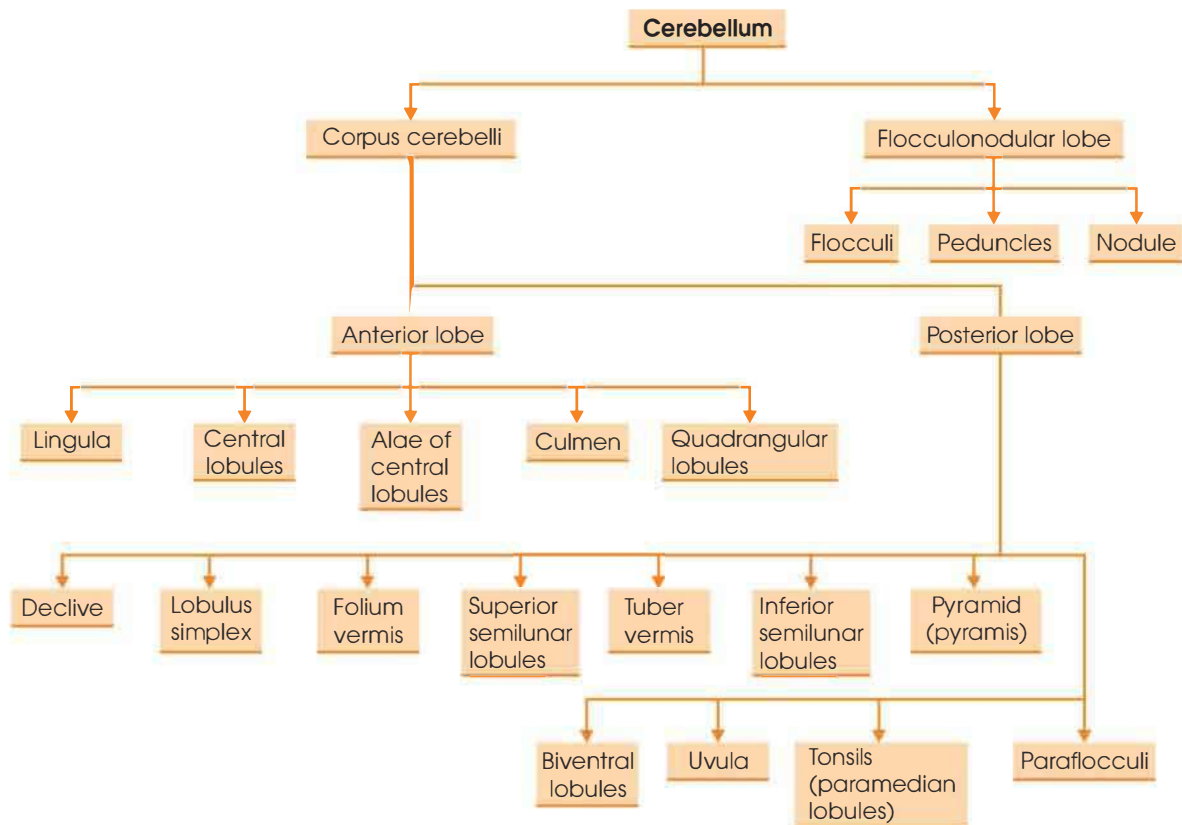 Cerebellum
Corpus cerebelli
Flocculonodular lobe
Flocculi
Peduncles
Nodule
Anterior lobe
Posterior lobe
Lingula
Central
lobules
Alae of
central
lobules
Culmen
Quadrangular
lobules
Declive
Lobulus
simplex
Folium
vermis
Superior
semilunar
lobules
Tuber
vermis
Inferior
semilunar
lobules
Pyramid
(pyramis)
Biventral
lobules
Uvula
Tonsils
(paramedian
lobules)
Paraflocculi